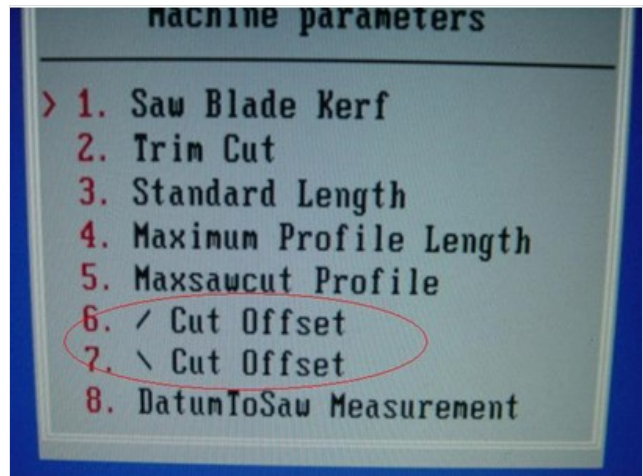 Machine parameters
> 1. Saw Blade Kerf
2. Trim Cut
3. Standard Length
4. Maximum Profile Length
5. Maxsawcut Profile
6. / Cut Offset
7. \ Cut Offset
8. DatumToSaw Measurement